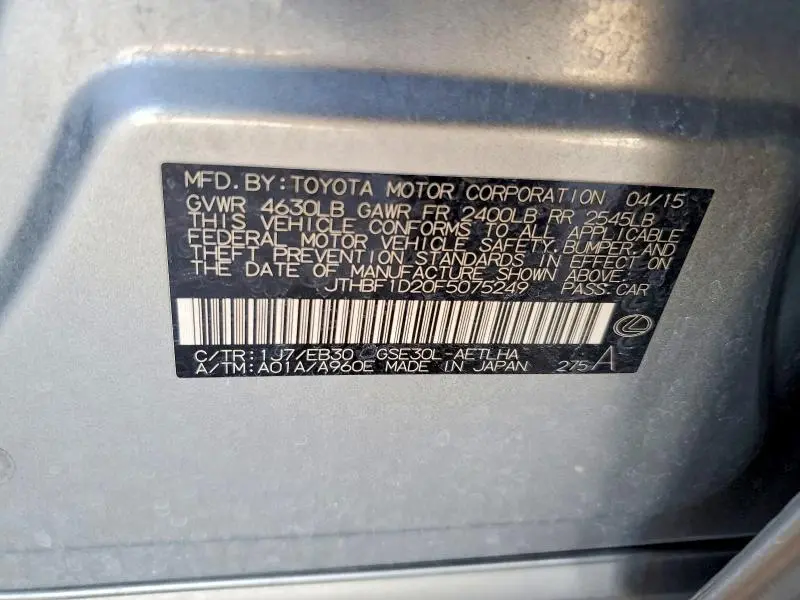 MFD. BY: TOYOTA MOTOR CORPORATION 04/15
GVWR 4630LB GAWR FR 2400LB RR 2545LB
THIS VEHICLE CONFORMS TO ALL APPLICABLE
FEDERAL MOTOR VEHICLE SAFETY, BUMPER, AND
THEFT PREVENTION STANDARDS IN EFFECT ON
THE DATE OF MANUFACTURE SHOWN ABOVE.
JTHBF1D20F5075249 PASS. CAR
C/TR: 1J7/EB30 GSE30L-AETLHA
A/TM: A01A/A960E MADE IN JAPAN 275 A